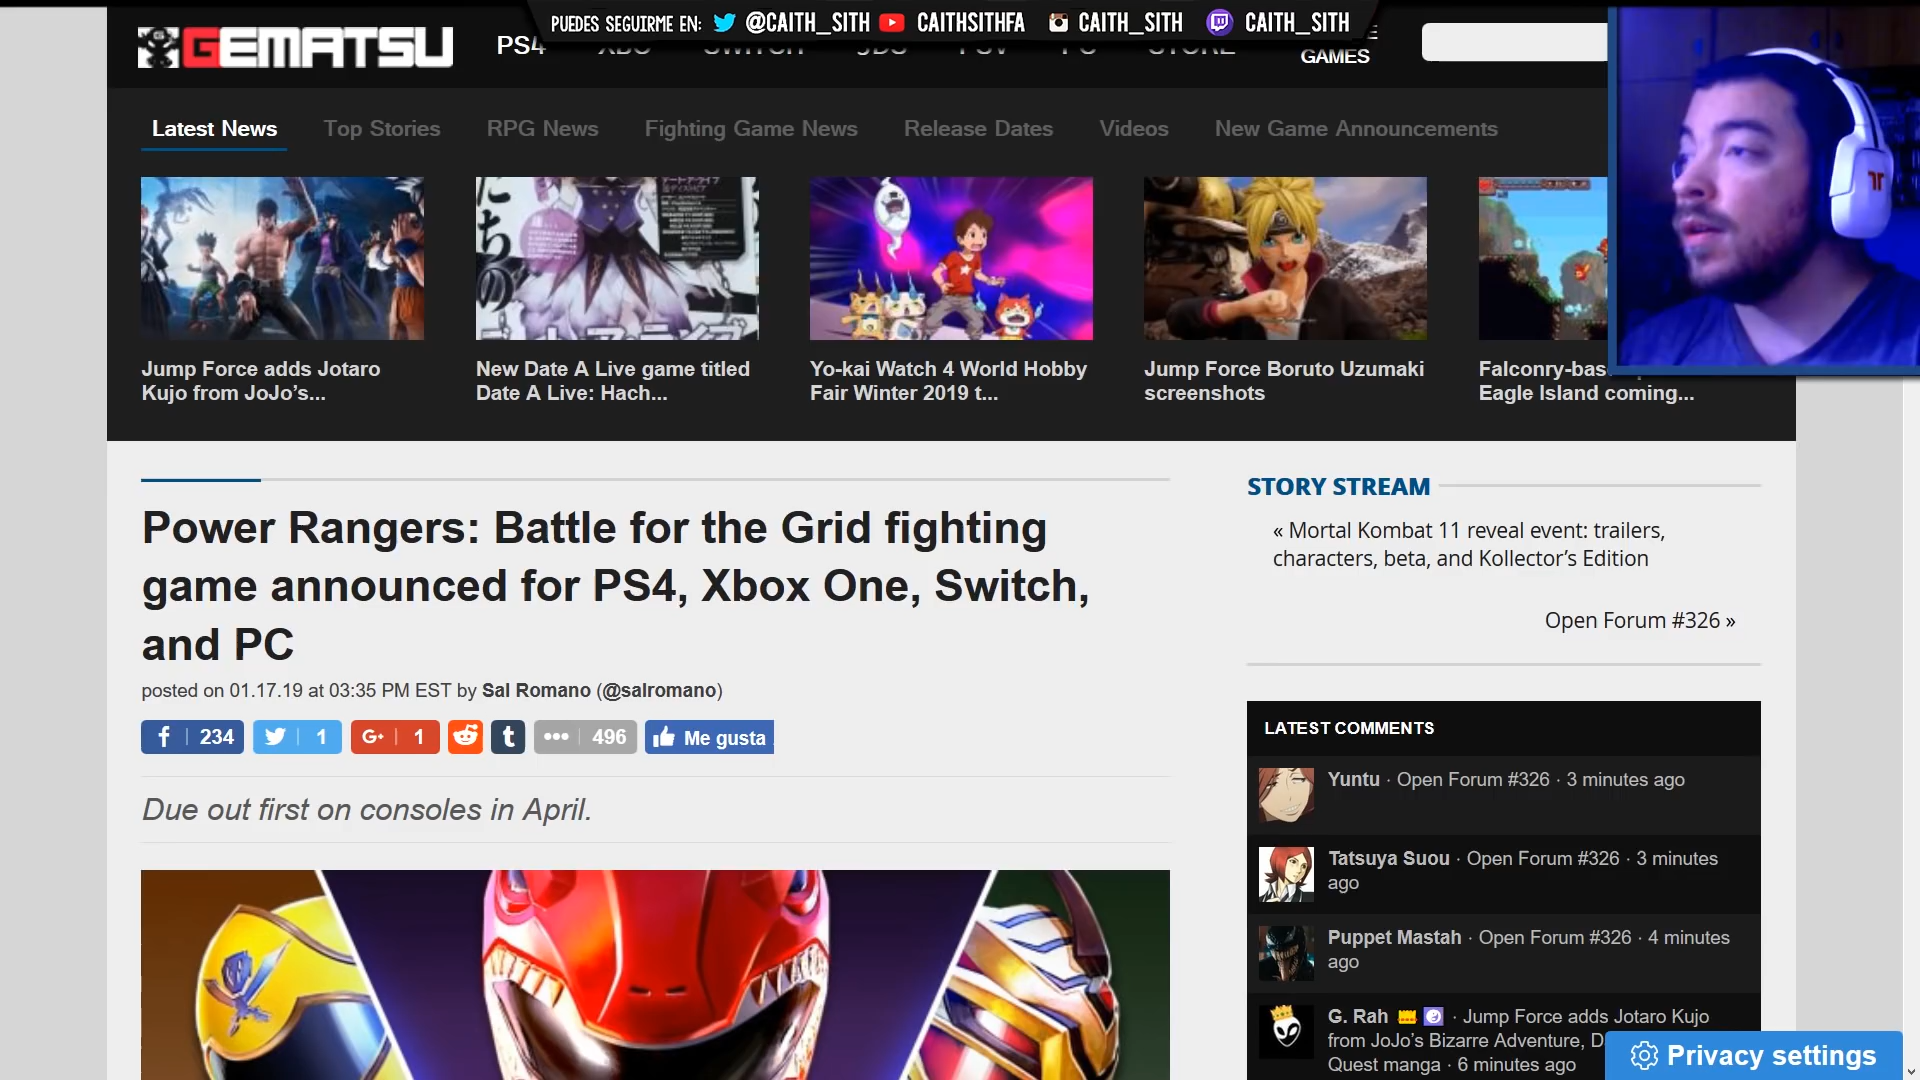 PUEDES SEGUIRME EN: @CAITH_SITH CAITHSITHFA CAITH_SITH CAITH_SITH
GEMATSU PS4 XBO SWITCH 3DS PSV PC STORE
GAMES
Latest News Top Stories RPG News Fighting Game News Release Dates Videos New Game Announcements
Jump Force adds Jotaro
Kujo from JoJo’s...
New Date A Live game titled
Date A Live: Hach...
Yo-kai Watch 4 World Hobby
Fair Winter 2019 t...
Jump Force Boruto Uzumaki
screenshots
Falconry-bas
Eagle Island coming...
Power Rangers: Battle for the Grid fighting
game announced for PS4, Xbox One, Switch,
and PC
posted on 01.17.19 at 03:35 PM EST by Sal Romano (@salromano)
234 1 G+ 1 ••• 496 Me gusta
Due out first on consoles in April.
STORY STREAM
« Mortal Kombat 11 reveal event: trailers,
characters, beta, and Kollector’s Edition
Open Forum #326 »
LATEST COMMENTS
Yuntu · Open Forum #326 · 3 minutes ago
Tatsuya Suou · Open Forum #326 · 3 minutes
ago
Puppet Mastah · Open Forum #326 · 4 minutes
ago
G. Rah · Jump Force adds Jotaro Kujo
from JoJo’s Bizarre Adventure, D
Quest manga · 6 minutes ago
Privacy settings